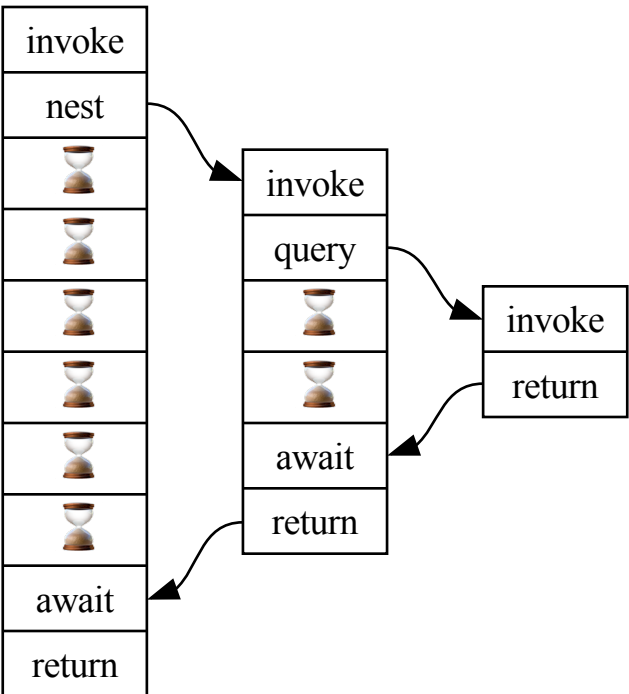 invoke
nest
await
return
invoke
query
await
return
invoke
return